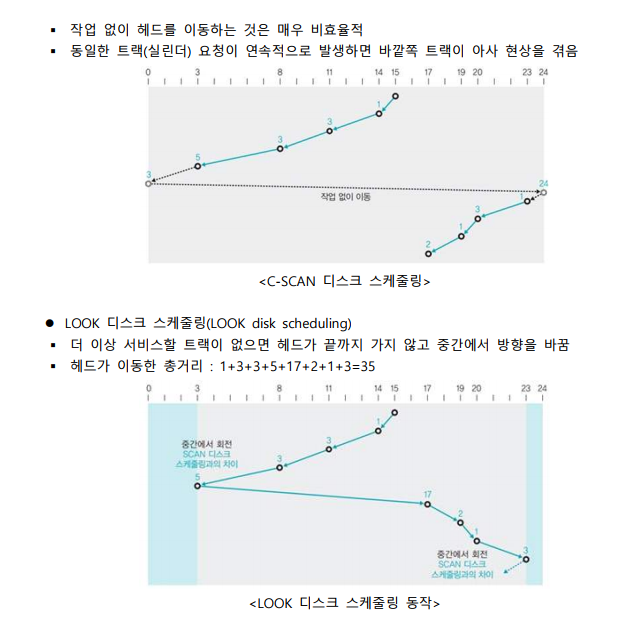 ▪ 작업 없이 헤드를 이동하는 것은 매우 비효율적
▪ 동일한 트랙(실린더) 요청이 연속적으로 발생하면 바깥쪽 트랙이 아사 현상을 겪음
0 3 8 11 14 15 17 19 20 23 24
1
3
3
5
3
24
작업 없이 이동
1
3
1
2
<C-SCAN 디스크 스케줄링>
● LOOK 디스크 스케줄링(LOOK disk scheduling)
▪ 더 이상 서비스할 트랙이 없으면 헤드가 끝까지 가지 않고 중간에서 방향을 바꿈
▪ 헤드가 이동한 총거리 : 1+3+3+5+17+2+1+3=35
0 3 8 11 14 15 17 19 20 23 24
1
중간에서 회전
SCAN 디스크
스케줄링과의 차이
3
3
5
17
2
1
3
중간에서 회전
SCAN 디스크
스케줄링과의 차이
<LOOK 디스크 스케줄링 동작>